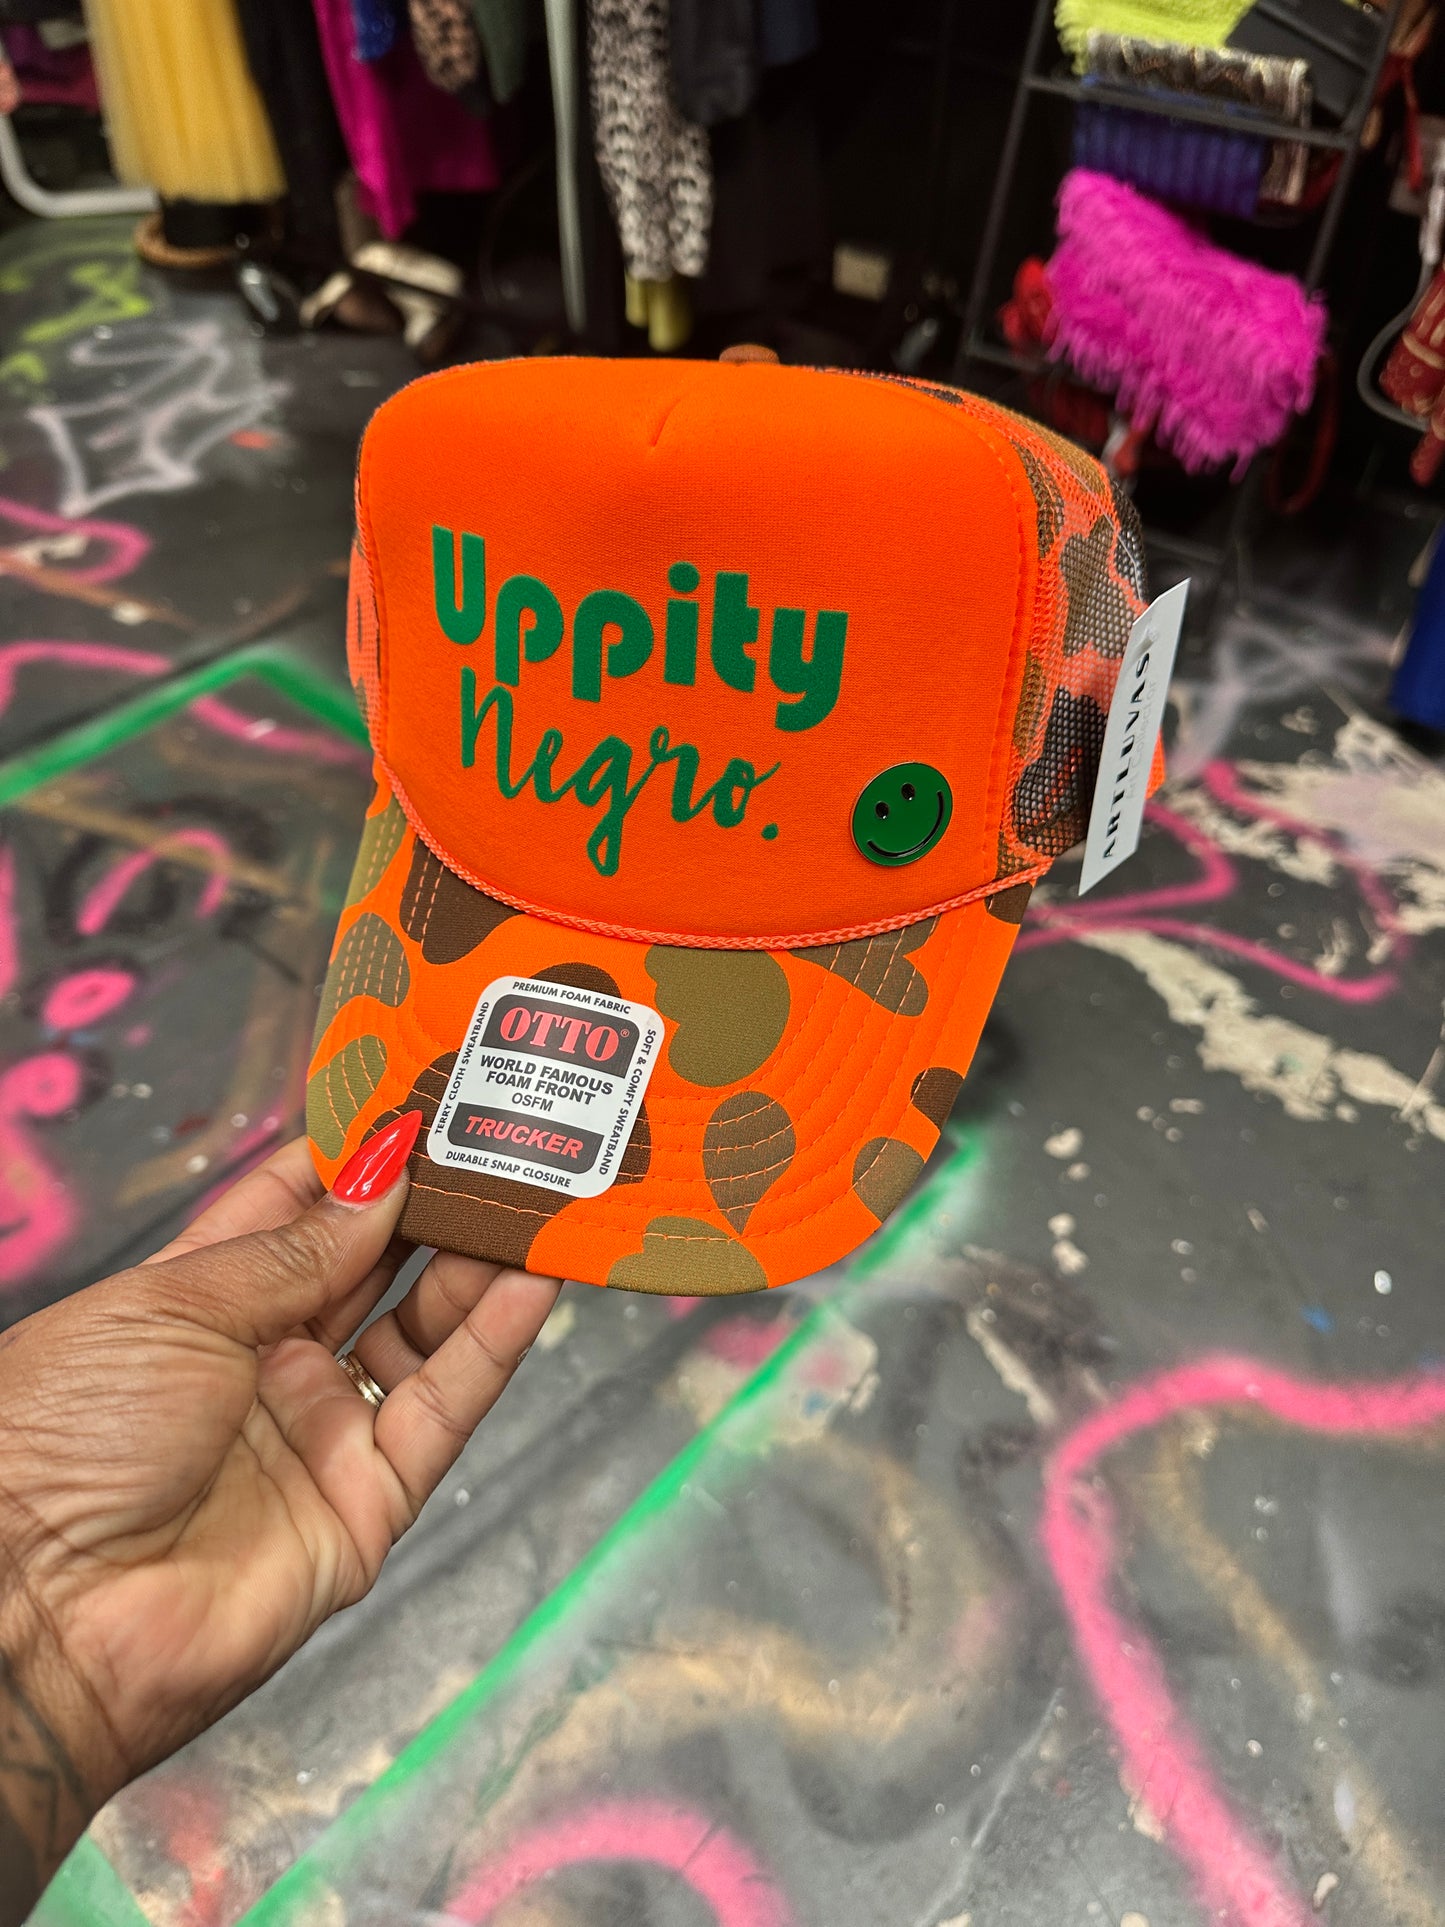 Uppity
Negro.
ARTLUVAS
PREMIUM FOAM FABRIC
TERRY CLOTH SWEATBAND
OTTO®
WORLD FAMOUS
FOAM FRONT
OSFM
TRUCKER
SOFT & COMFY SWEATBAND
DURABLE SNAP CLOSURE